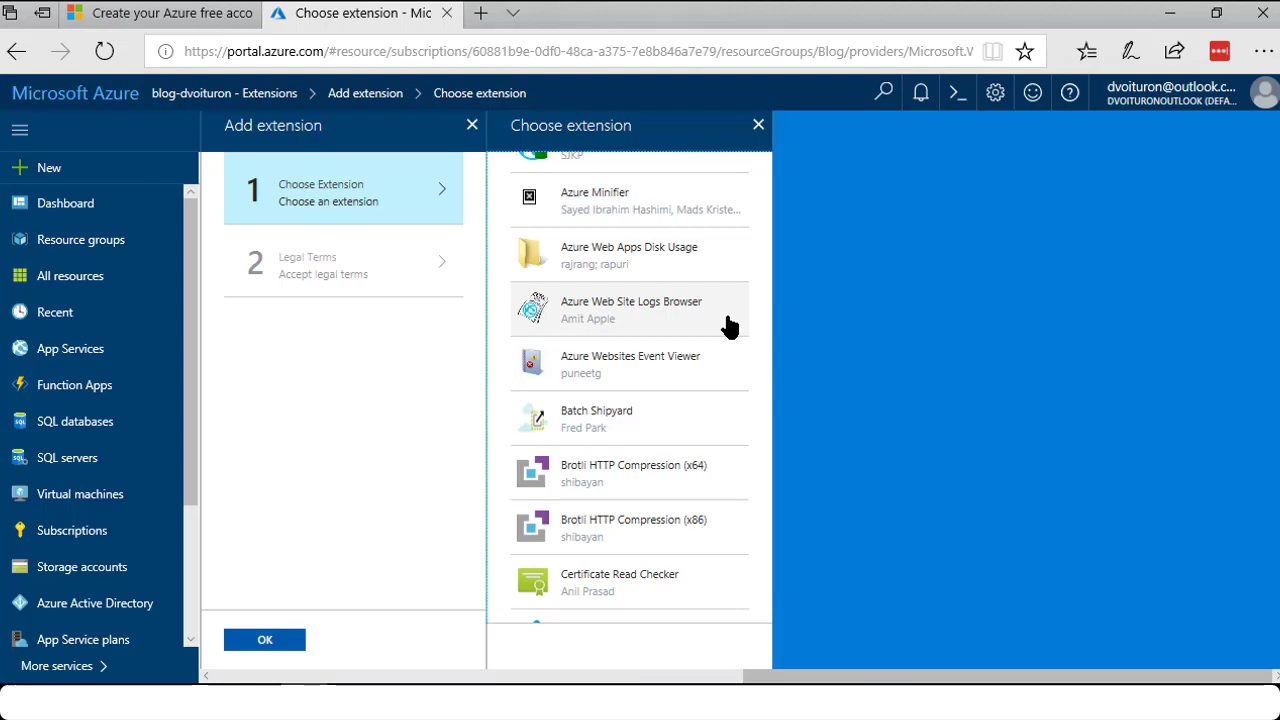 Create your Azure free acco
Choose extension - Mic
https://portal.azure.com/#resource/subscriptions/60881b9e-0df0-48ca-a375-7e8b846a7e79/resourceGroups/Blog/providers/Microsoft.V
Microsoft Azure
blog-dvoituron - Extensions
Add extension
Choose extension
dvoituron@outlook.c...
DVOITURONOUTLOOK (DEFA...
New
Dashboard
Resource groups
All resources
Recent
App Services
Function Apps
SQL databases
SQL servers
Virtual machines
Subscriptions
Storage accounts
Azure Active Directory
App Service plans
More services
Add extension
1
Choose Extension
Choose an extension
2
Legal Terms
Accept legal terms
OK
Choose extension
SJKP
Azure Minifier
Sayed Ibrahim Hashimi, Mads Kriste...
Azure Web Apps Disk Usage
rajrang; rapuri
Azure Web Site Logs Browser
Amit Apple
Azure Websites Event Viewer
puneetg
Batch Shipyard
Fred Park
Brotli HTTP Compression (x64)
shibayan
Brotli HTTP Compression (x86)
shibayan
Certificate Read Checker
Anil Prasad